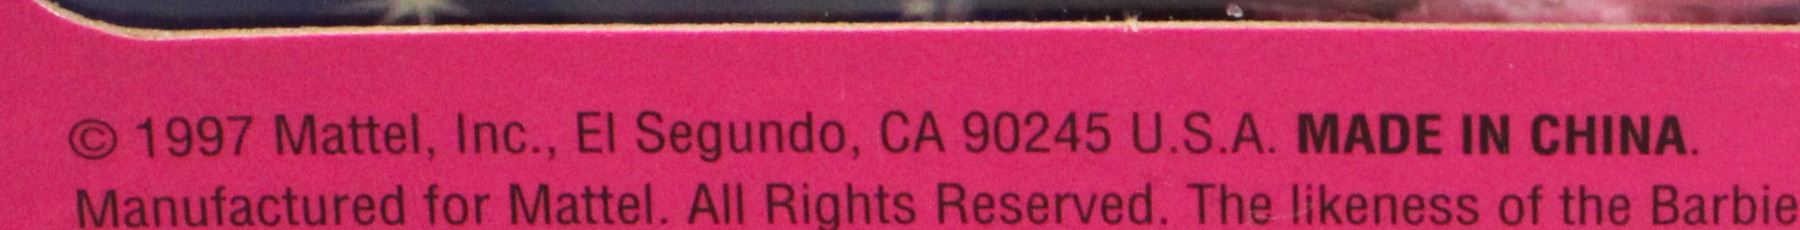 © 1997 Mattel, Inc., El Segundo, CA 90245 U.S.A. MADE IN CHINA.
Manufactured for Mattel. All Rights Reserved. The likeness of the Barbie